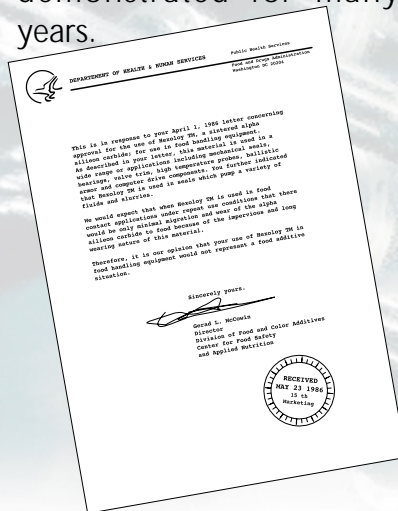 demonstrated for many
years.
DEPARTEMENT OF HEALTH & HUMAN SERVICES
Public Health Services
Food and Drugs Administration
Washington DC 20204
This is in response to your April 1, 1986 letter concerning
approval for the use of Hexoloy TM, a sintered alpha
silicon carbide; for use in food handling equipment.
As described in your letter, this material is used in a
wide range or applications including mechanical seals,
bearings, valve trim, high temperature probes, ballistic
armor and computer drive components. You further indicated
that Hexoloy TM is used in seals which pump a variety of
fluids and slurries.
We would expect that when Hexoloy TM is used in food
contact applications under repeat use conditions that there
would be only minimal migration and wear of the alpha
silicon carbide to food because of the impervious and long
wearing nature of this material.
Therefore, it is our opinion that your use of Hexoloy TM in
food handling equipment would not represent a food additive
situation.
Sincerely yours.
Gerad L. McCowin
Director
Division of Food and Color Additives
Center for Food Safety
and Applied Nutrition
RECEIVED
MAY 23 1986
15 th
Marketing